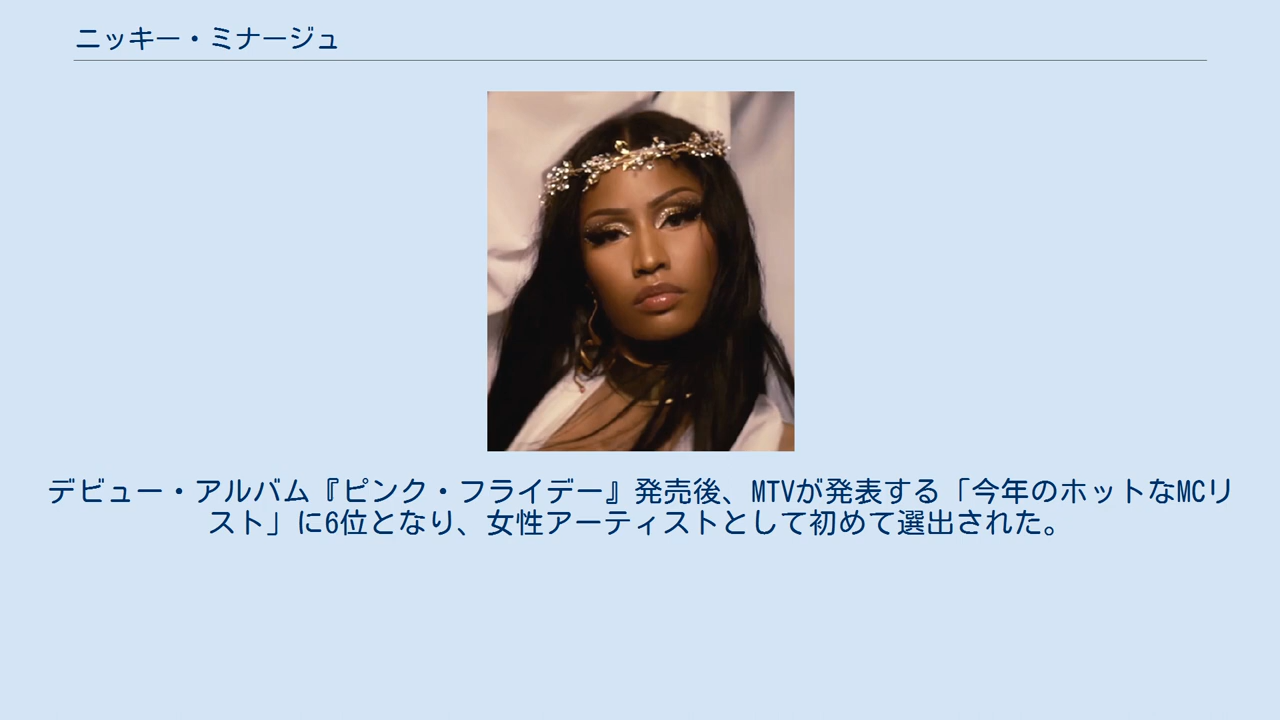 ニッキー・ミナージュ
デビュー・アルバム『ピンク・フライデー』発売後、MTVが発表する「今年のホットなMCリ
スト」に6位となり、女性アーティストとして初めて選出された。